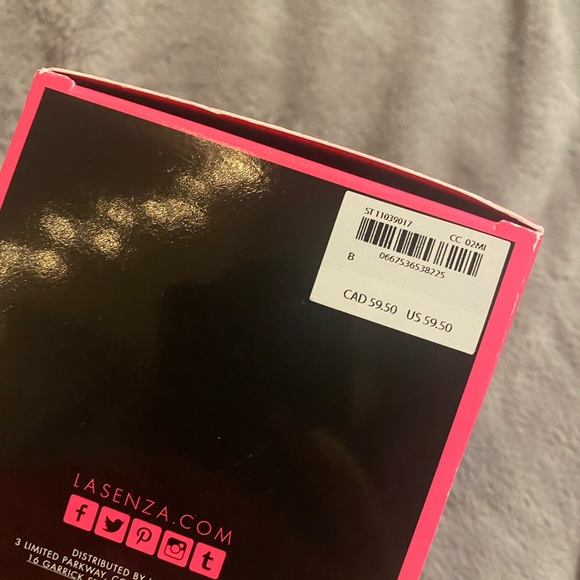 ST 11039017 CC 02MI
B 0667536538225
CAD 59.50 US 59.50
LASENZA.COM
DISTRIBUTED BY
3 LIMITED PARKWAY,
16 GARRICK